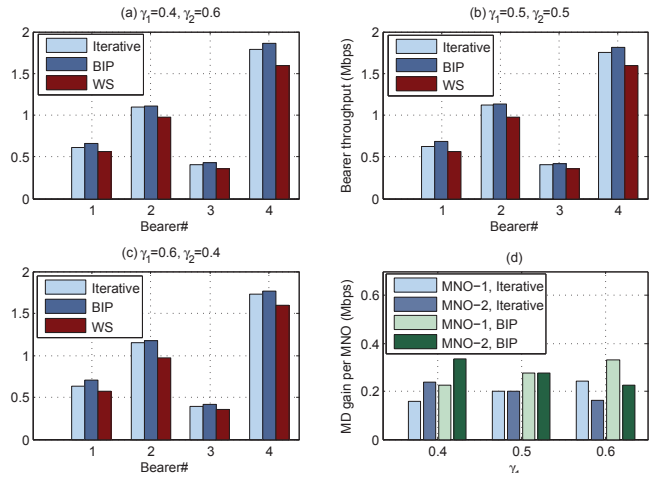 (a) γ1=0.4, γ2=0.6
2
1.5
1
0.5
0
Iterative
BIP
WS
1 2 3 4
Bearer#
(b) γ1=0.5, γ2=0.5
Bearer throughput (Mbps)
2
1.5
1
0.5
0
Iterative
BIP
WS
1 2 3 4
Bearer#
(c) γ1=0.6, γ2=0.4
2
1.5
1
0.5
0
Iterative
BIP
WS
1 2 3 4
Bearer#
(d)
MD gain per MNO (Mbps)
0.6
0.4
0.2
0
MNO−1, Iterative
MNO−2, Iterative
MNO−1, BIP
MNO−2, BIP
0.4 0.5 0.6